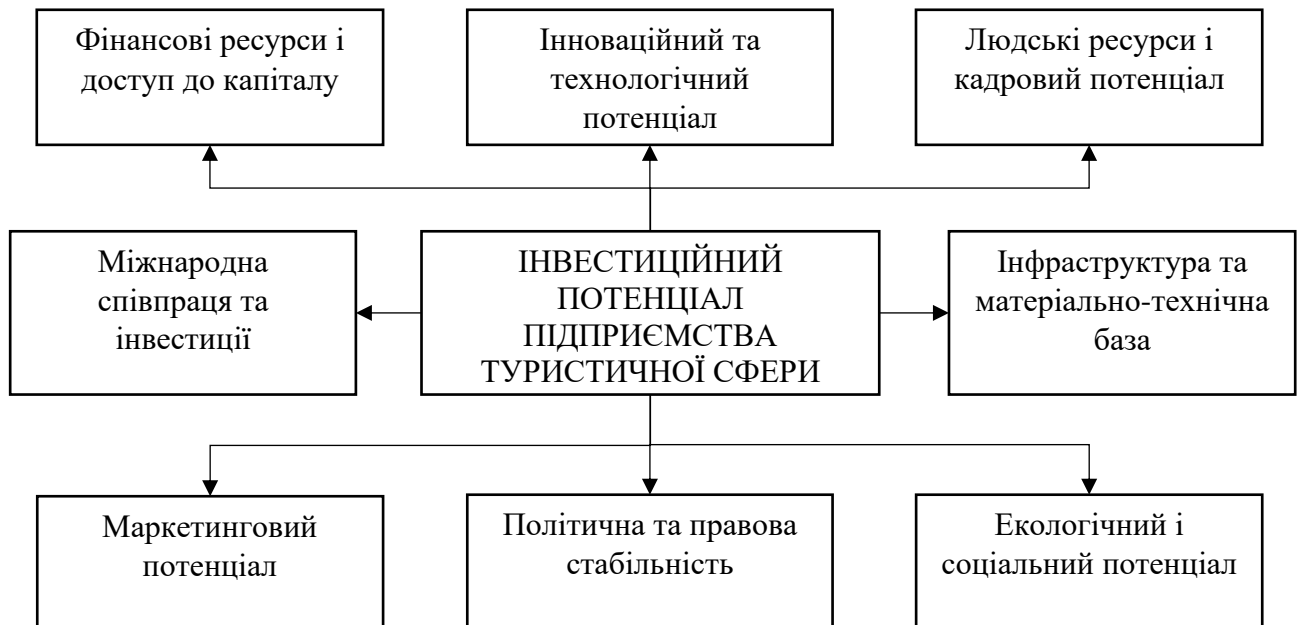 Фінансові ресурси і
доступ до капіталу
Інноваційний та
технологічний
потенціал
Людські ресурси і
кадровий потенціал
Міжнародна
співпраця та
інвестиції
ІНВЕСТИЦІЙНИЙ
ПОТЕНЦІАЛ
ПІДПРИЄМСТВА
ТУРИСТИЧНОЇ СФЕРИ
Інфраструктура та
матеріально-технічна
база
Маркетинговий
потенціал
Політична та правова
стабільність
Екологічний і
соціальний потенціал